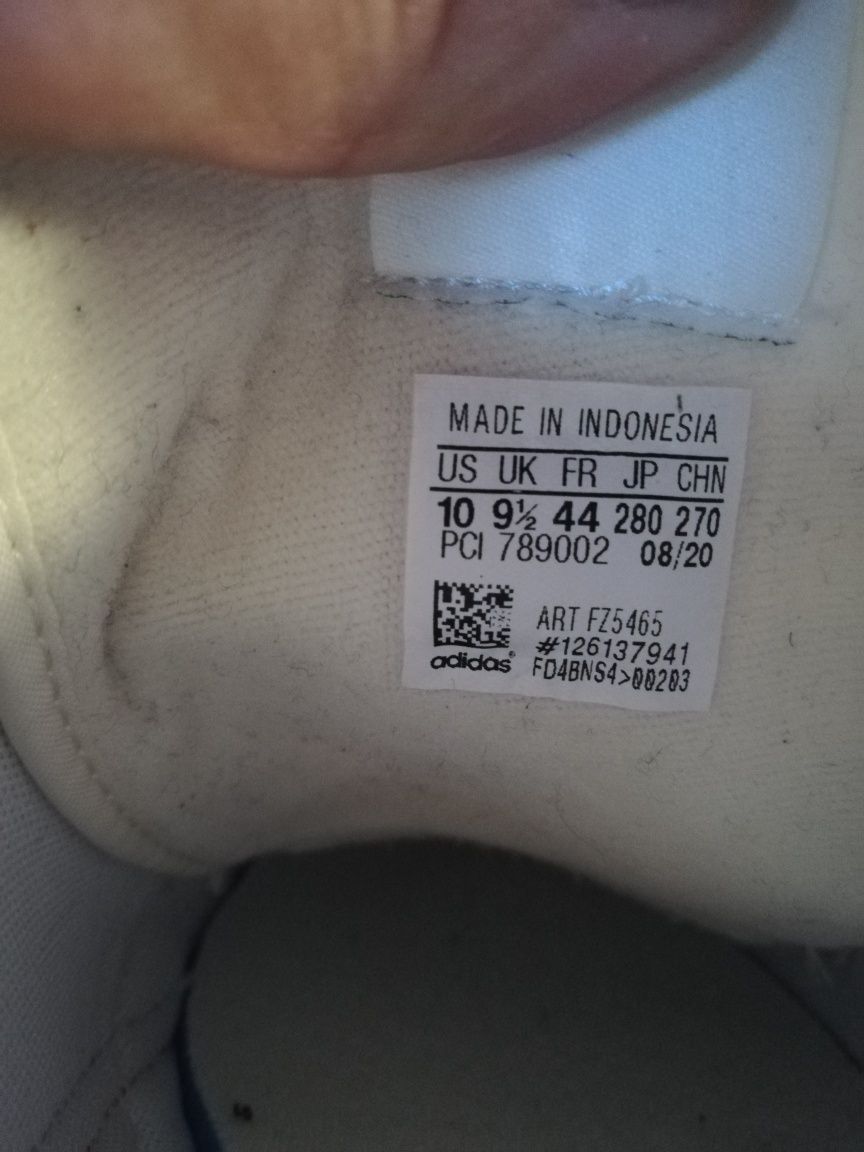 MADE IN INDONESIA
US UK FR JP CHN
10 9½ 44 280 270
PCI 789002 08/20
ART FZ5465
#126137941
adidas® FD4BNS4>00203